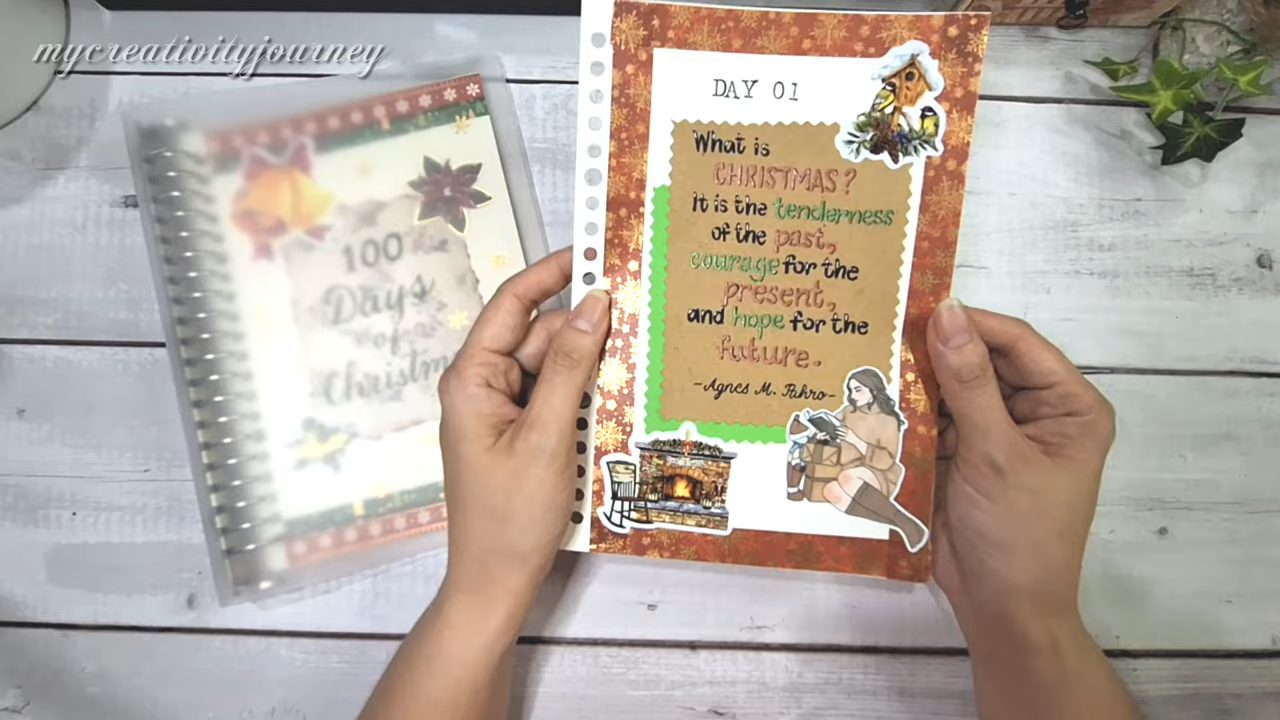 mycreativityjourney
100
Days
of
Christm
DAY 01
What is
CHRISTMAS?
It is the tenderness
of the past,
courage for the
present,
and hope for the
future.
-Agnes M. Pahro-